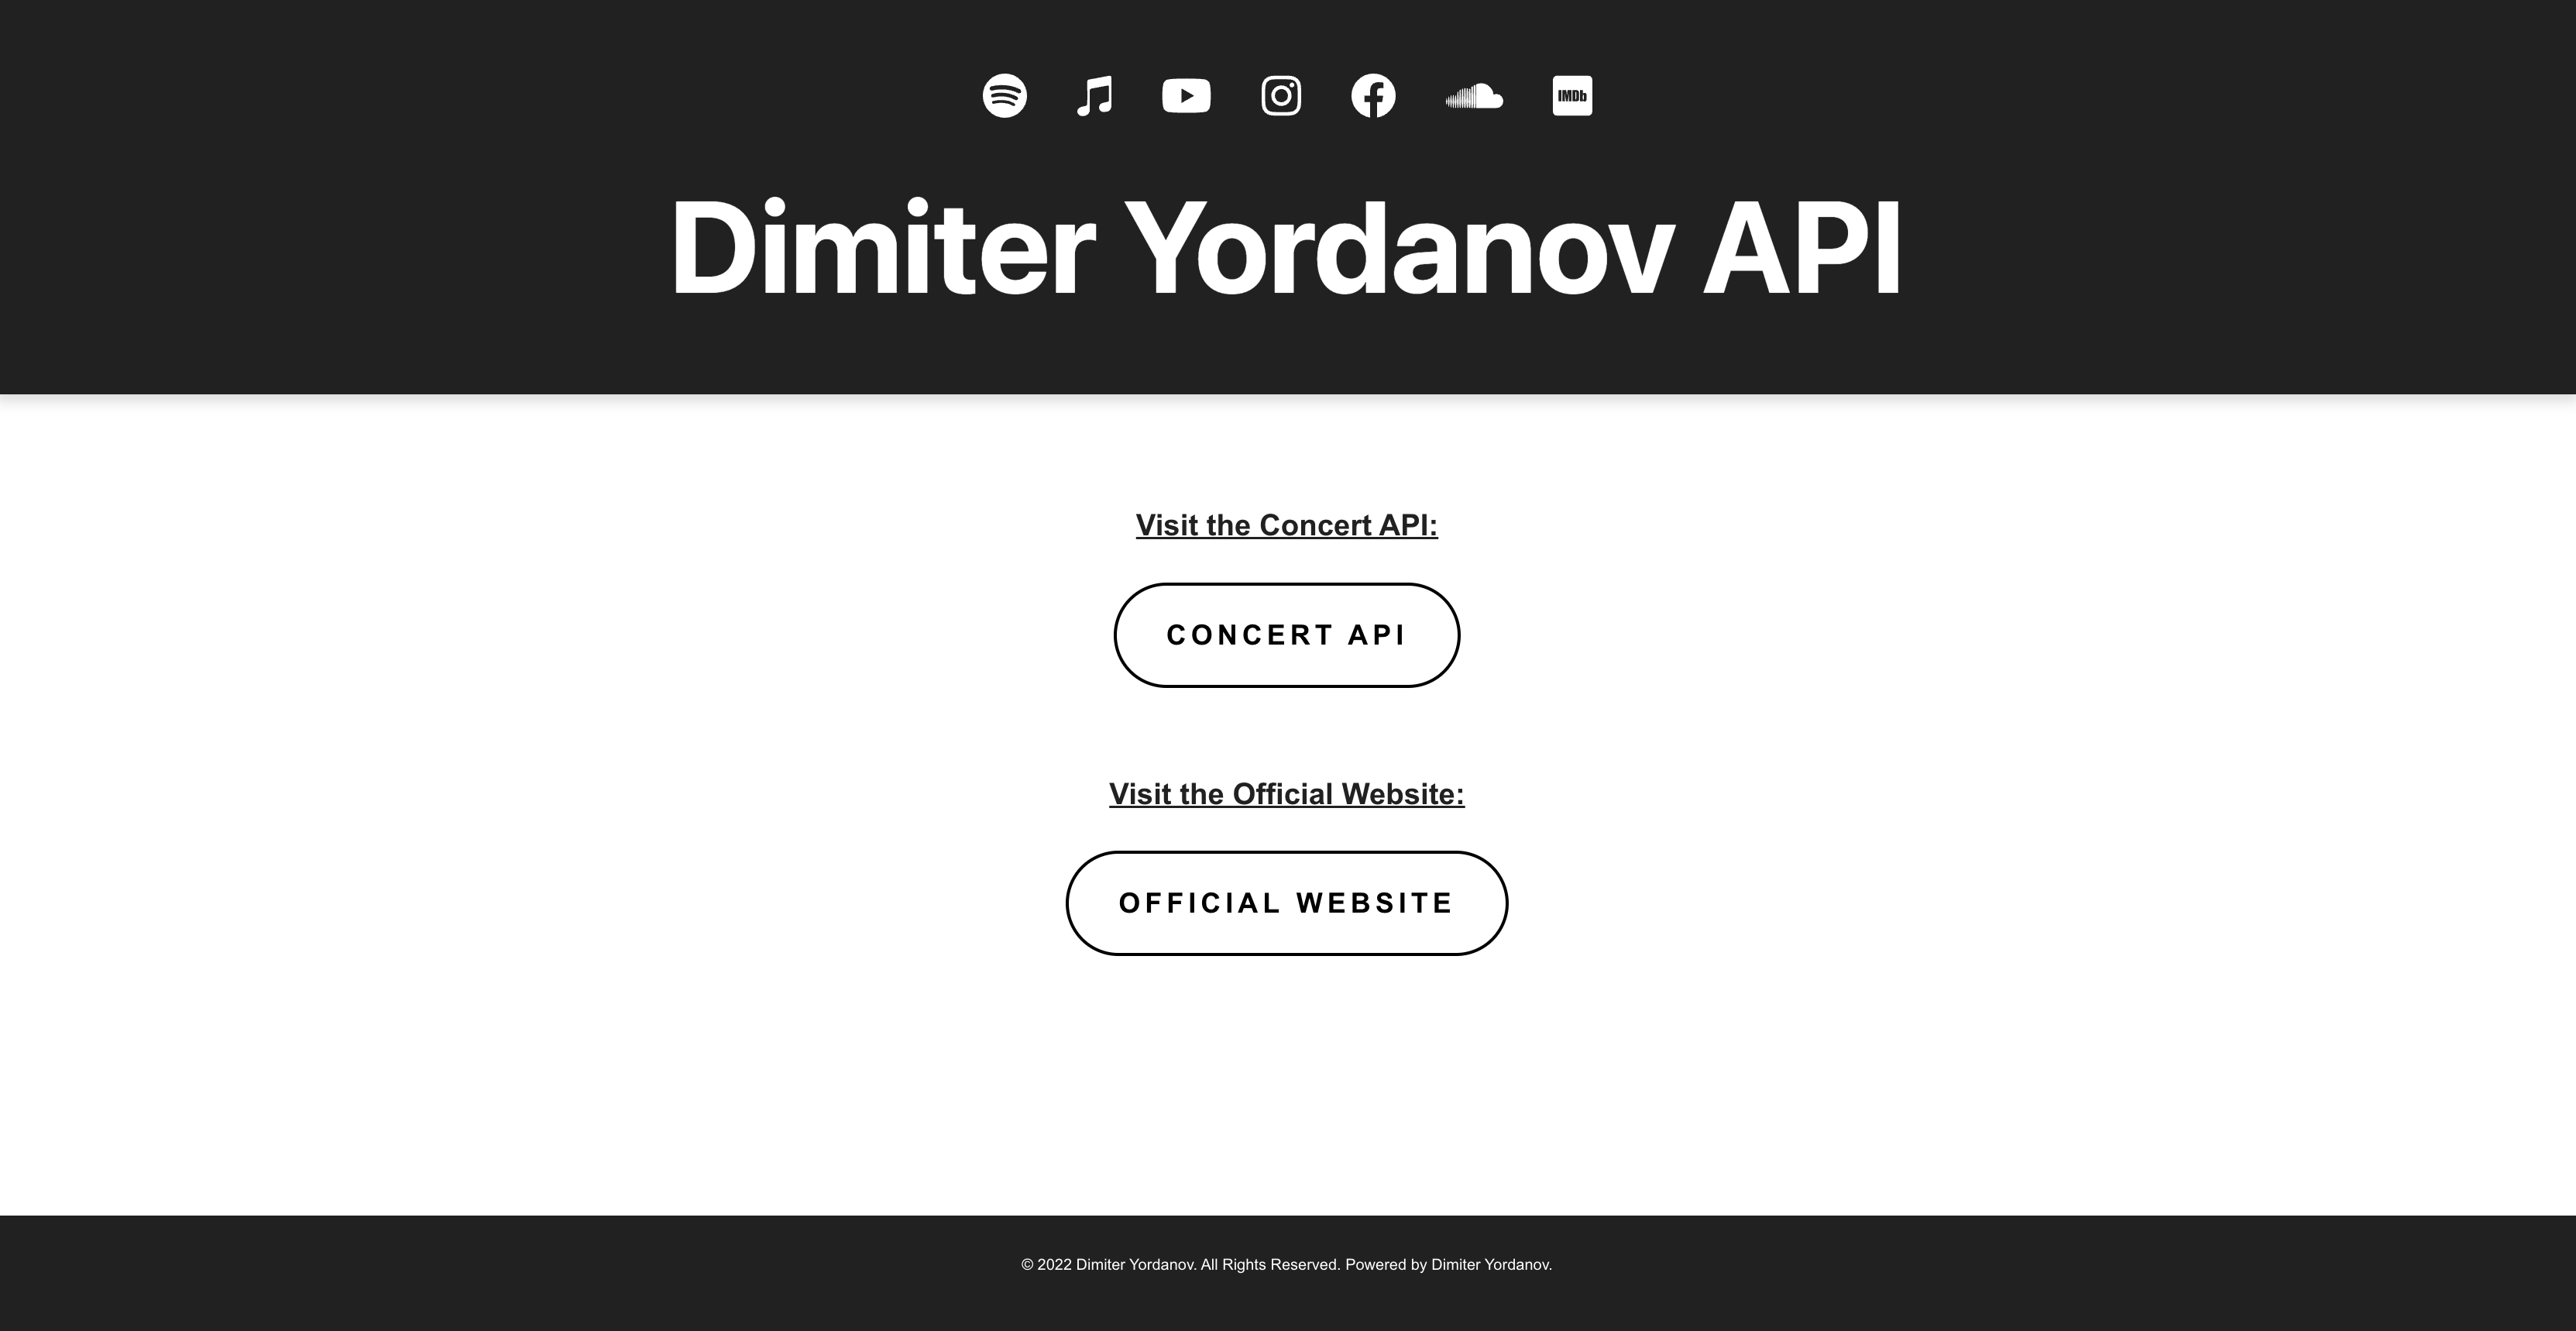 IMDb
Dimiter Yordanov API
Visit the Concert API:
CONCERT API
Visit the Official Website:
OFFICIAL WEBSITE
© 2022 Dimiter Yordanov. All Rights Reserved. Powered by Dimiter Yordanov.